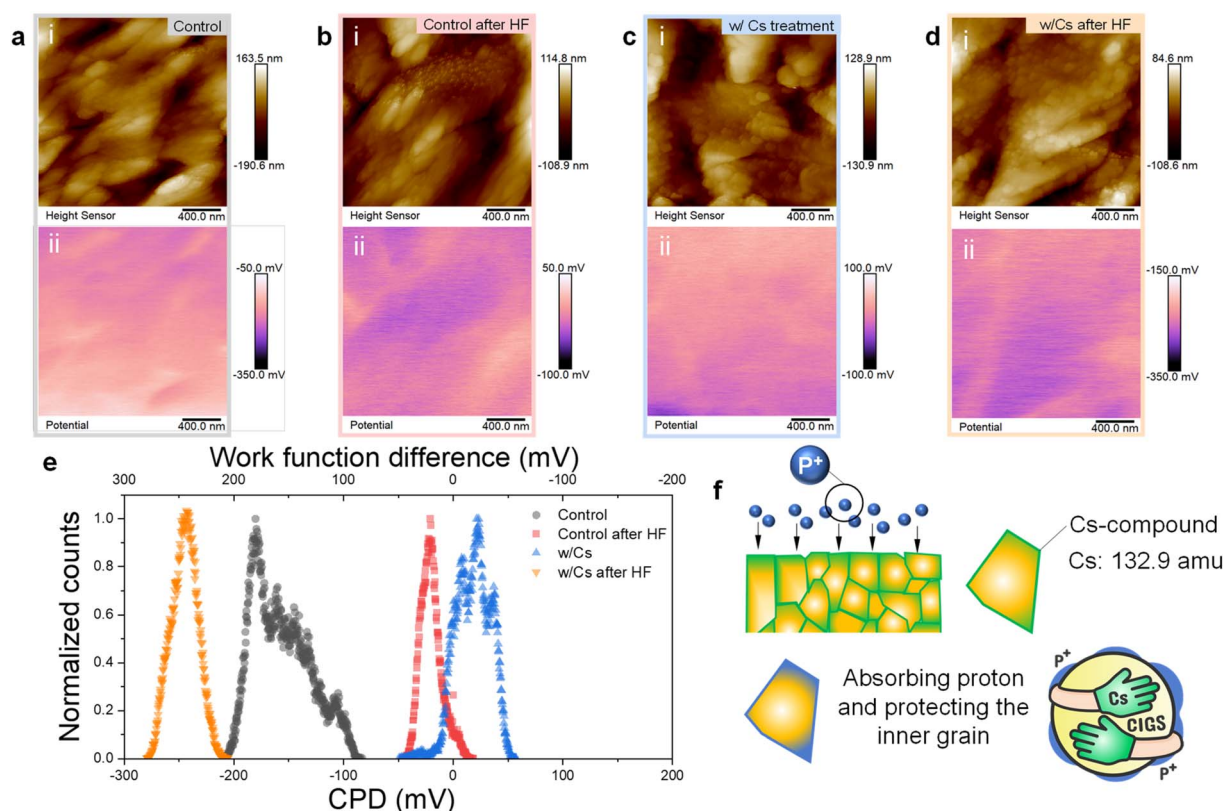 a
i
Control
163.5 nm
-190.6 nm
Height Sensor
400.0 nm
ii
-50.0 mV
-350.0 mV
Potential
400.0 nm
b
i
Control after HF
114.8 nm
-108.9 nm
Height Sensor
400.0 nm
ii
50.0 mV
-100.0 mV
Potential
400.0 nm
c
i
w/ Cs treatment
128.9 nm
-130.9 nm
Height Sensor
400.0 nm
ii
100.0 mV
-100.0 mV
Potential
400.0 nm
d
i
w/Cs after HF
84.6 nm
-108.6 nm
Height Sensor
400.0 nm
ii
-150.0 mV
-350.0 mV
Potential
400.0 nm
e
Work function difference (mV)
300 200 100 0 -100 -200
Normalized counts
1.0
0.8
0.6
0.4
0.2
0.0
Control
Control after HF
w/Cs
w/Cs after HF
-300 -200 -100 0 100 200
CPD (mV)
f
P+
Cs-compound
Cs: 132.9 amu
Absorbing proton
and protecting the
inner grain
P+
Cs
CIGS
P+